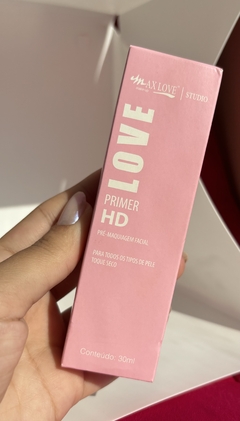 MAX LOVE | STUDIO
LOVE
PRIMER
HD
PRÉ-MAQUIAGEM FACIAL
PARA TODOS OS TIPOS DE PELE
TOQUE SECO
Conteúdo: 30ml